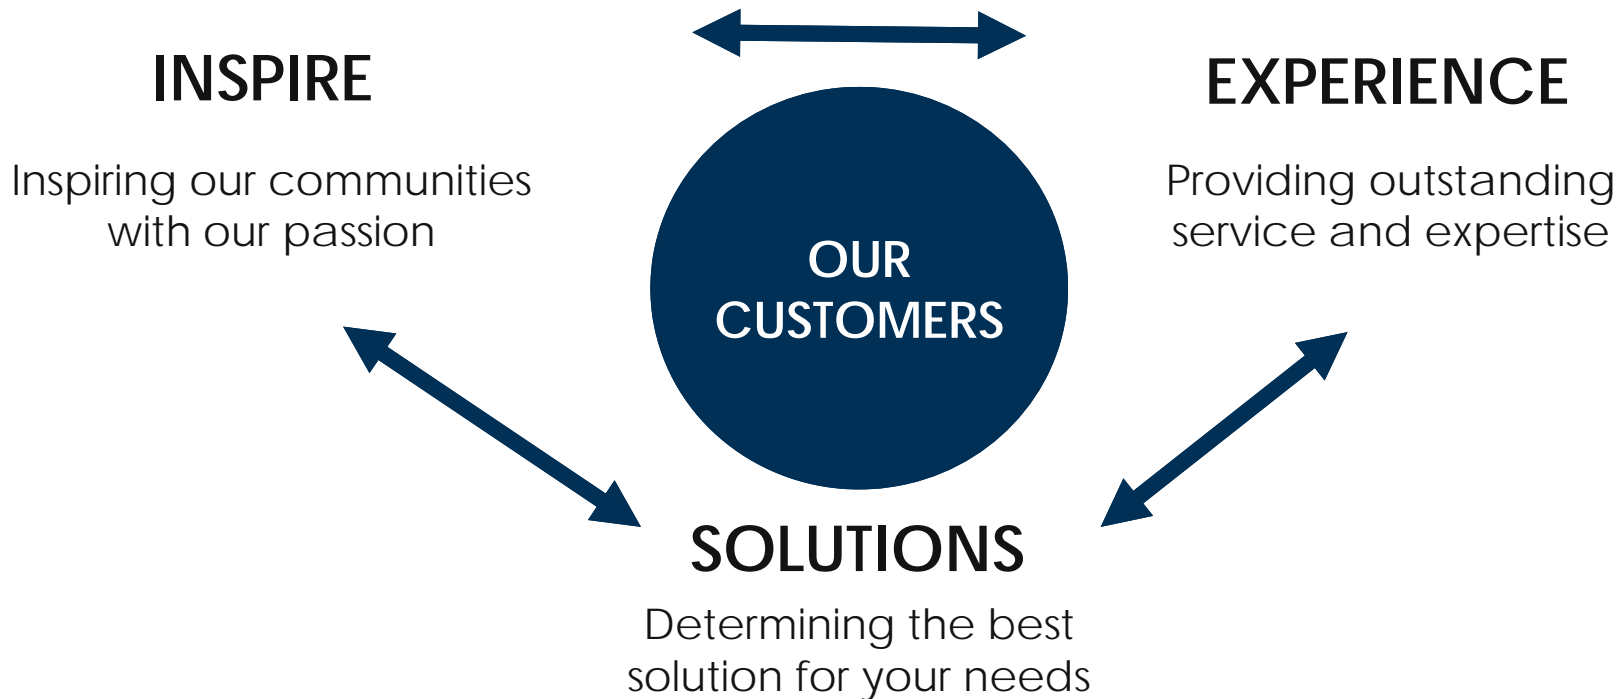 INSPIRE
Inspiring our communities
with our passion
OUR
CUSTOMERS
EXPERIENCE
Providing outstanding
service and expertise
SOLUTIONS
Determining the best
solution for your needs